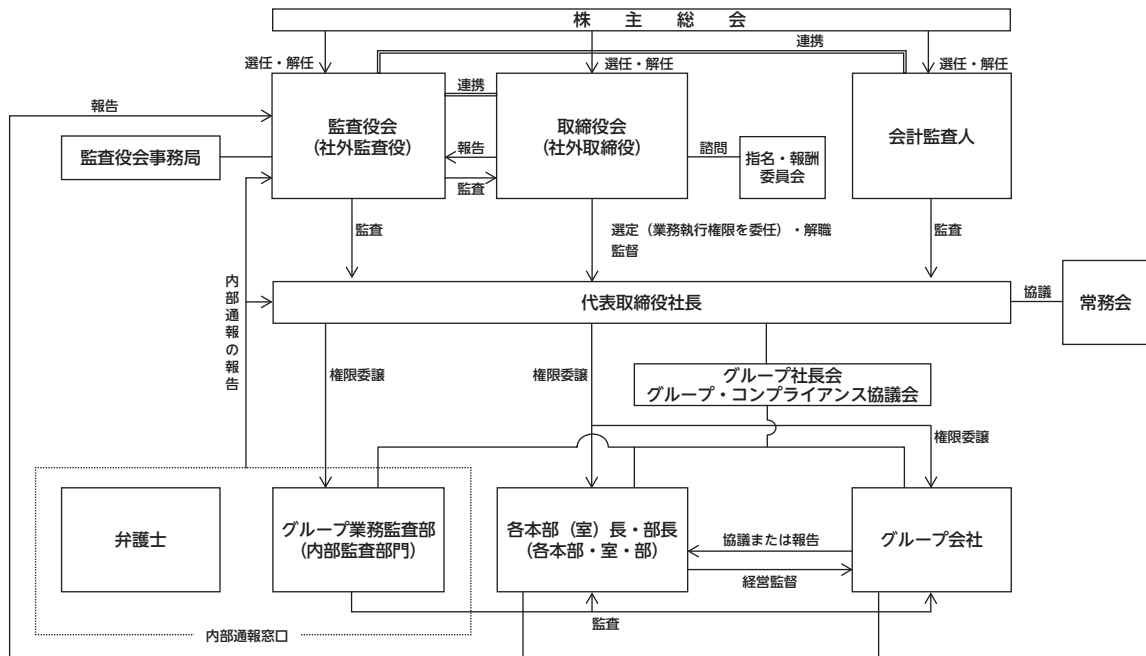 株　主　総　会
連携
選任・解任
選任・解任
選任・解任
連携
報告
監査役会
（社外監査役）
取締役会
（社外取締役）
会計監査人
監査役会事務局
報告
諮問
指名・報酬
委員会
監査
監査
選定（業務執行権限を委任）・解職
監督
監査
内部通報の報告
代表取締役社長
協議
常務会
権限委譲
権限委譲
グループ社長会
グループ・コンプライアンス協議会
権限委譲
弁護士
グループ業務監査部
（内部監査部門）
各本部（室）長・部長
（各本部・室・部）
グループ会社
協議または報告
経営監督
監査
内部通報窓口